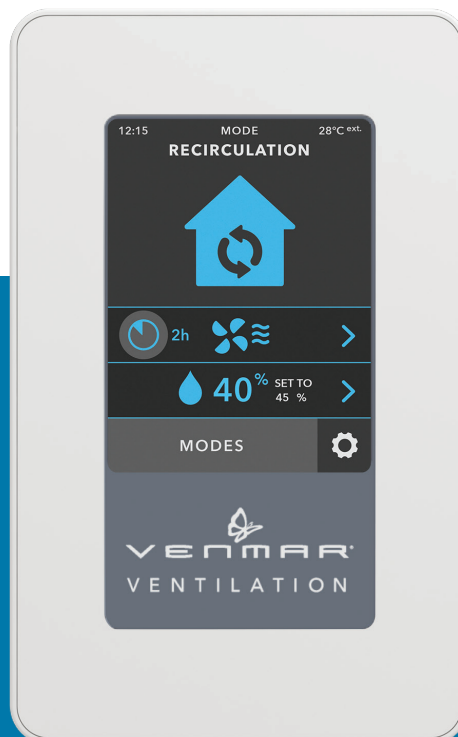 12:15 MODE 28°C ext.
RECIRCULATION
2h
40% SET TO
45 %
MODES
VENMAR®
VENTILATION